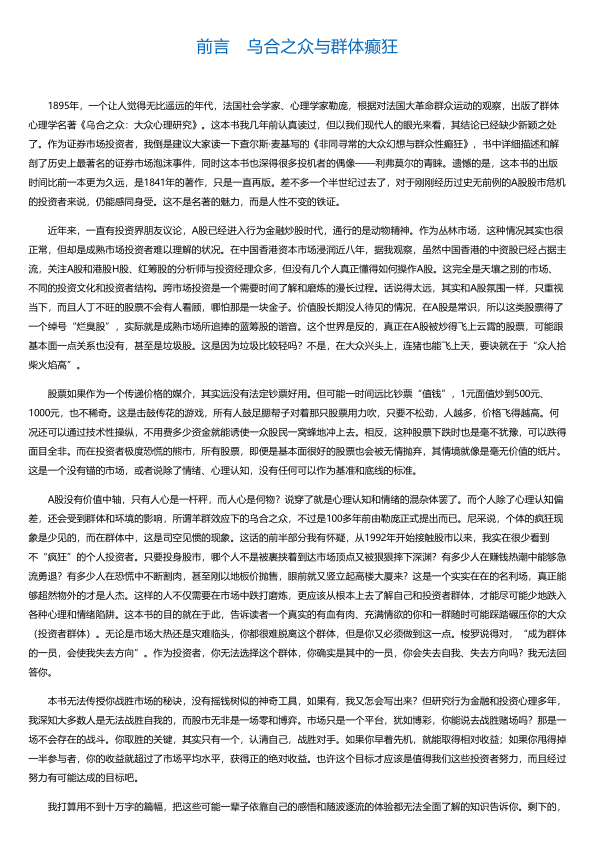 前言　乌合之众与群体癫狂
1895年，一个让人觉得无比遥远的年代，法国社会学家、心理学家勒庞，根据对法国大革命群众运动的观察，出版了群体
心理学名著《乌合之众：大众心理研究》。这本书我几年前认真读过，但以我们现代人的眼光来看，其结论已经缺少新颖之处
了。作为证券市场投资者，我倒是建议大家读一下查尔斯·麦基写的《非同寻常的大众幻想与群众性癫狂》，书中详细描述和解
剖了历史上最著名的证券市场泡沫事件，同时这本书也深得很多投机者的偶像——利弗莫尔的青睐。遗憾的是，这本书的出版
时间比前一本更为久远，是1841年的著作，只是一直再版。差不多一个半世纪过去了，对于刚刚经历过史无前例的A股股市危机
的投资者来说，仍能感同身受。这不是名著的魅力，而是人性不变的铁证。
近年来，一直有投资界朋友议论，A股已经进入行为金融炒股时代，通行的是动物精神。作为丛林市场，这种情况其实也很
正常，但却是成熟市场投资者难以理解的状况。在中国香港资本市场浸润近八年，据我观察，虽然中国香港的中资股已经占据主
流，关注A股和港股H股、红筹股的分析师与投资经理众多，但没有几个人真正懂得如何操作A股。这完全是天壤之别的市场、
不同的投资文化和投资者结构。跨市场投资是一个需要时间了解和磨炼的漫长过程。话说得太远，其实和A股氛围一样，只重视
当下，而且人丁不旺的股票不会有人看顾，哪怕那是一块金子。价值股长期没人待见的情况，在A股是常识，所以这类股票得了
一个绰号“烂臭股”，实际就是成熟市场所追捧的蓝筹股的谐音。这个世界是反的，真正在A股被炒得飞上云霄的股票，可能跟
基本面一点关系也没有，甚至是垃圾股。这是因为垃圾比较轻吗？不是，在大众兴头上，连猪也能飞上天，要诀就在于“众人拾
柴火焰高”。
股票如果作为一个传递价格的媒介，其实远没有法定钞票好用。但可能一时间远比钞票“值钱”，1元面值炒到500元、
1000元，也不稀奇。这是击鼓传花的游戏，所有人鼓足腮帮子对着那只股票用力吹，只要不松劲，人越多，价格飞得越高。何
况还可以通过技术性操纵，不用费多少资金就能诱使一众股民一窝蜂地冲上去。相反，这种股票下跌时也是毫不犹豫，可以跌得
面目全非。而在投资者极度恐慌的熊市，所有股票，即便是基本面很好的股票也会被无情抛弃，其情境就像是毫无价值的纸片。
这是一个没有锚的市场，或者说除了情绪、心理认知，没有任何可以作为基准和底线的标准。
A股没有价值中轴，只有人心是一杆秤，而人心是何物？说穿了就是心理认知和情绪的混杂体罢了。而个人除了心理认知偏
差，还会受到群体和环境的影响，所谓羊群效应下的乌合之众，不过是100多年前由勒庞正式提出而已。尼采说，个体的疯狂现
象是少见的，而在群体中，这是司空见惯的现象。这话的前半部分我有怀疑，从1992年开始接触股市以来，我实在很少看到
不“疯狂”的个人投资者。只要投身股市，哪个人不是被裹挟着到达市场顶点又被狠狠摔下深渊？有多少人在赚钱热潮中能够急
流勇退？有多少人在恐慌中不断割肉，甚至刚以地板价抛售，眼前就又竖立起高楼大厦来？这是一个实实在在的名利场，真正能
够超然物外的才是人杰。这样的人不仅需要在市场中跌打磨炼，更应该从根本上去了解自己和投资者群体，才能尽可能少地跌入
各种心理和情绪陷阱。这本书的目的就在于此，告诉读者一个真实的有血有肉、充满情欲的你和一群随时可能踩踏碾压你的大众
（投资者群体）。无论是市场大热还是灾难临头，你都很难脱离这个群体，但是你又必须做到这一点。梭罗说得对，“成为群体
的一员，会使我失去方向”。作为投资者，你无法选择这个群体，你确实是其中的一员，你会失去自我、失去方向吗？我无法回
答你。
本书无法传授你战胜市场的秘诀，没有摇钱树似的神奇工具，如果有，我又怎会写出来？但研究行为金融和投资心理多年，
我深知大多数人是无法战胜自我的，而股市无非是一场零和博弈。市场只是一个平台，犹如博彩，你能说去战胜赌场吗？那是一
场不会存在的战斗。你取胜的关键，其实只有一个，认清自己，战胜对手。如果你早着先机，就能取得相对收益；如果你甩得掉
一半参与者，你的收益就超过了市场平均水平，获得正的绝对收益。也许这个目标才应该是值得我们这些投资者努力，而且经过
努力有可能达成的目标吧。
我打算用不到十万字的篇幅，把这些可能一辈子依靠自己的感悟和随波逐流的体验都无法全面了解的知识告诉你。剩下的，